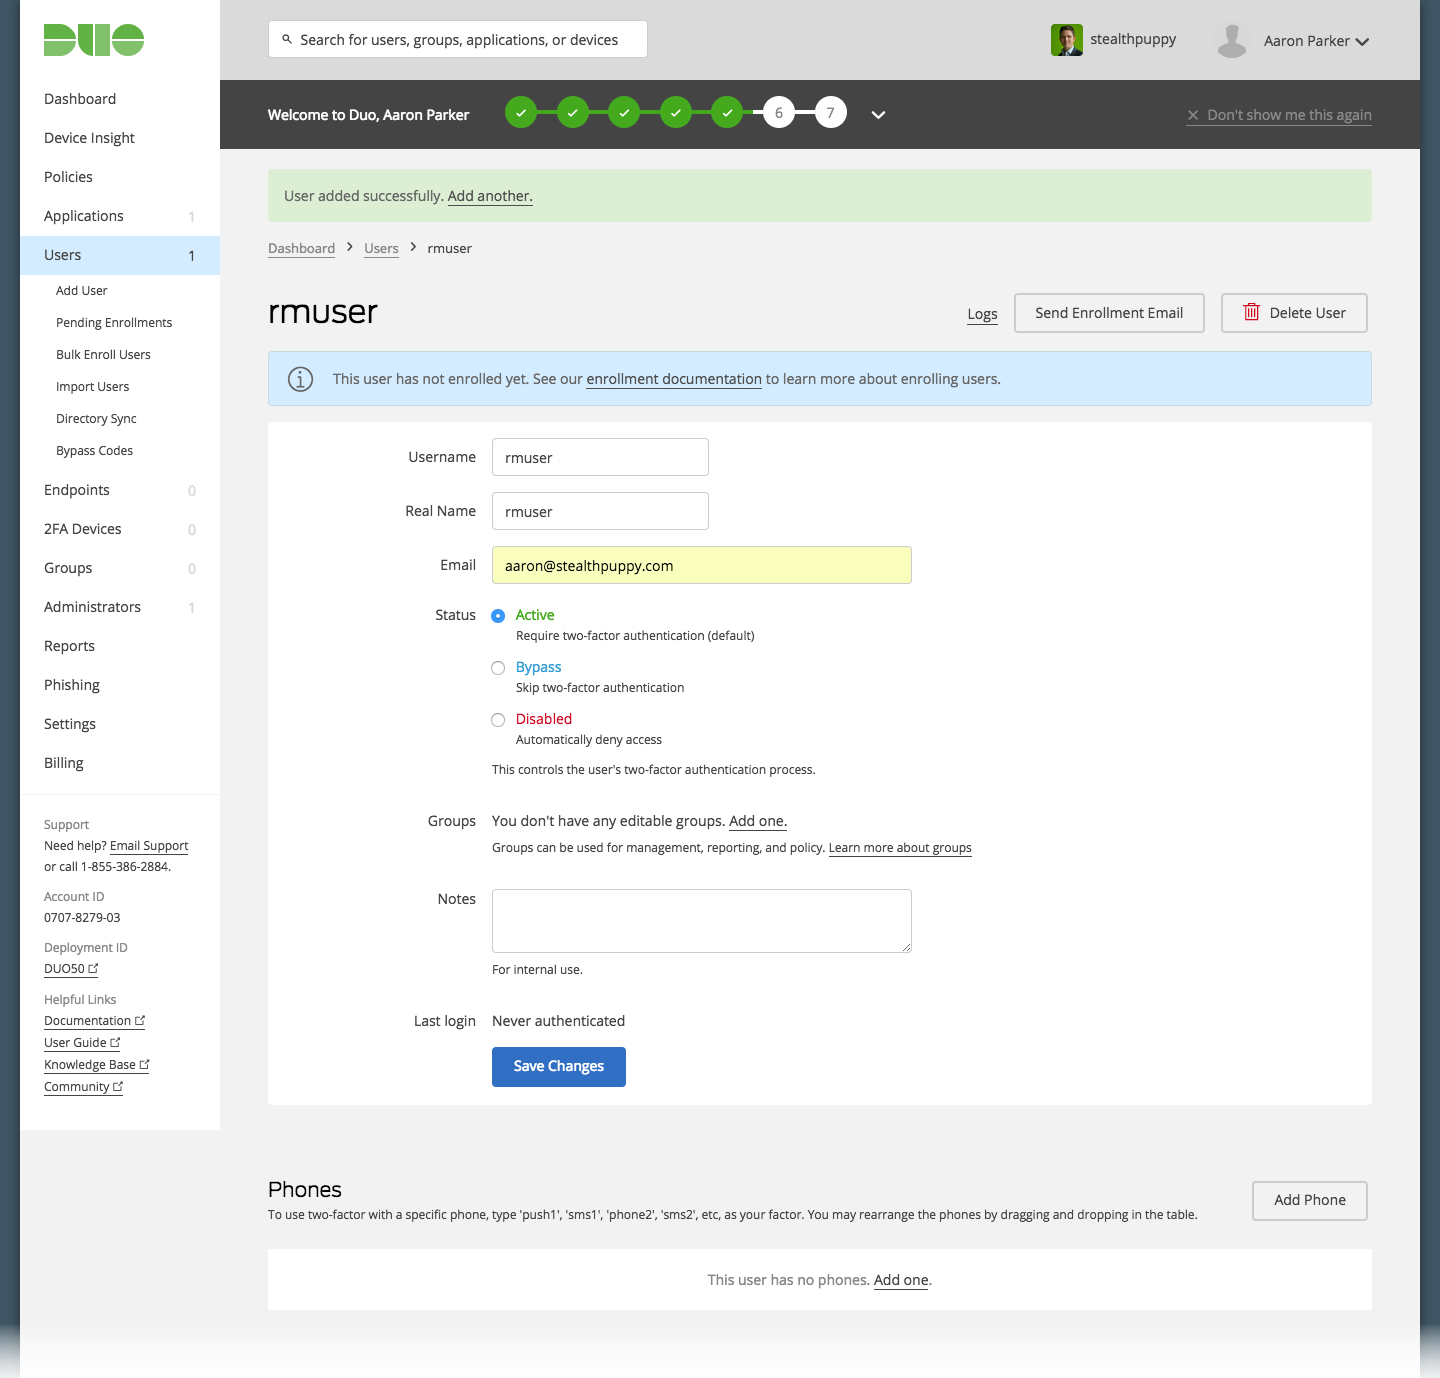 DUO
Search for users, groups, applications, or devices
stealthpuppy
Aaron Parker
Welcome to Duo, Aaron Parker
6
7
Don't show me this again
Dashboard
Device Insight
Policies
Applications 1
Users 1
Add User
Pending Enrollments
Bulk Enroll Users
Import Users
Directory Sync
Bypass Codes
Endpoints 0
2FA Devices 0
Groups 0
Administrators 1
Reports
Phishing
Settings
Billing
Support
Need help? Email Support
or call 1-855-386-2884.
Account ID
0707-8279-03
Deployment ID
DUO50
Helpful Links
Documentation
User Guide
Knowledge Base
Community
User added successfully. Add another.
Dashboard > Users > rmuser
rmuser
Logs
Send Enrollment Email
Delete User
This user has not enrolled yet. See our enrollment documentation to learn more about enrolling users.
Username rmuser
Real Name rmuser
Email aaron@stealthpuppy.com
Status Active
Require two-factor authentication (default)
Bypass
Skip two-factor authentication
Disabled
Automatically deny access
This controls the user's two-factor authentication process.
Groups You don't have any editable groups. Add one.
Groups can be used for management, reporting, and policy. Learn more about groups
Notes
For internal use.
Last login Never authenticated
Save Changes
Phones
To use two-factor with a specific phone, type 'push1', 'sms1', 'phone2', 'sms2', etc, as your factor. You may rearrange the phones by dragging and dropping in the table.
Add Phone
This user has no phones. Add one.